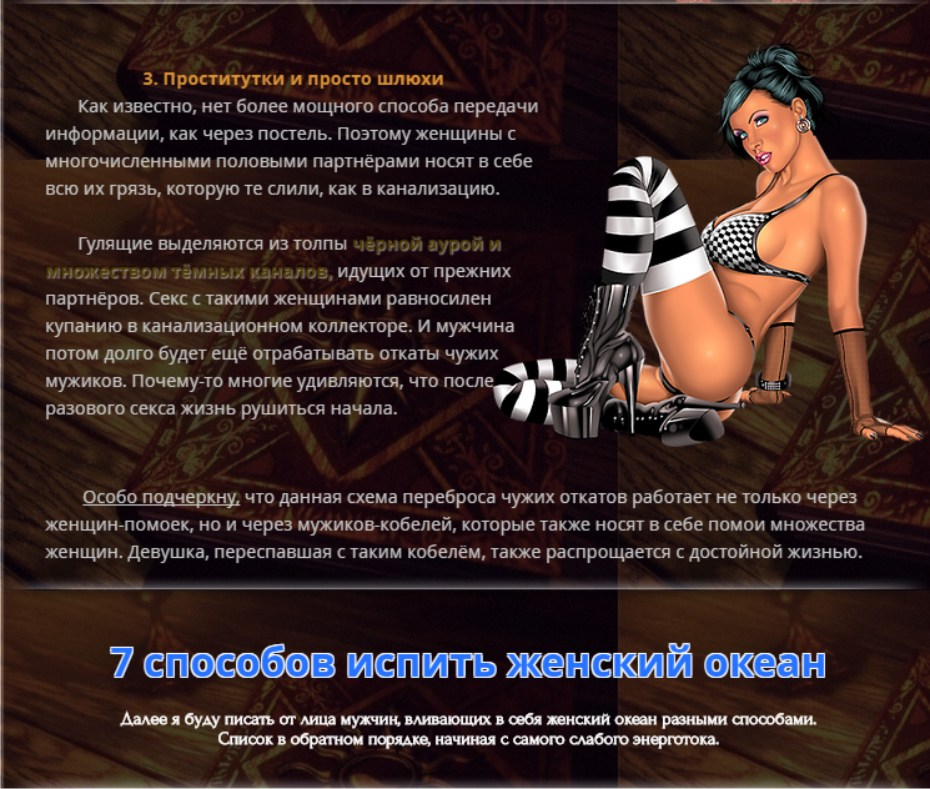 3. Проститутки и просто шлюхи
Как известно, нет более мощного способа передачи
информации, как через постель. Поэтому женщины с
многочисленными половыми партнёрами носят в себе
всю их грязь, которую те слили, как в канализацию.
Гулящие выделяются из толпы чёрной аурой и
множеством тёмных каналов, идущих от прежних
партнёров. Секс с такими женщинами равносилен
купанию в канализационном коллекторе. И мужчина
потом долго будет ещё отрабатывать откаты чужих
мужиков. Почему-то многие удивляются, что после
разового секса жизнь рушиться начала.
Особо подчеркну, что данная схема переброса чужих откатов работает не только через
женщин-помоек, но и через мужиков-кобелей, которые также носят в себе помои множества
женщин. Девушка, переспавшая с таким кобелём, также распрощается с достойной жизнью.
7 способов испить женский океан
Далее я буду писать от лица мужчин, вливающих в себя женский океан разными способами.
Список в обратном порядке, начиная с самого слабого энерготока.